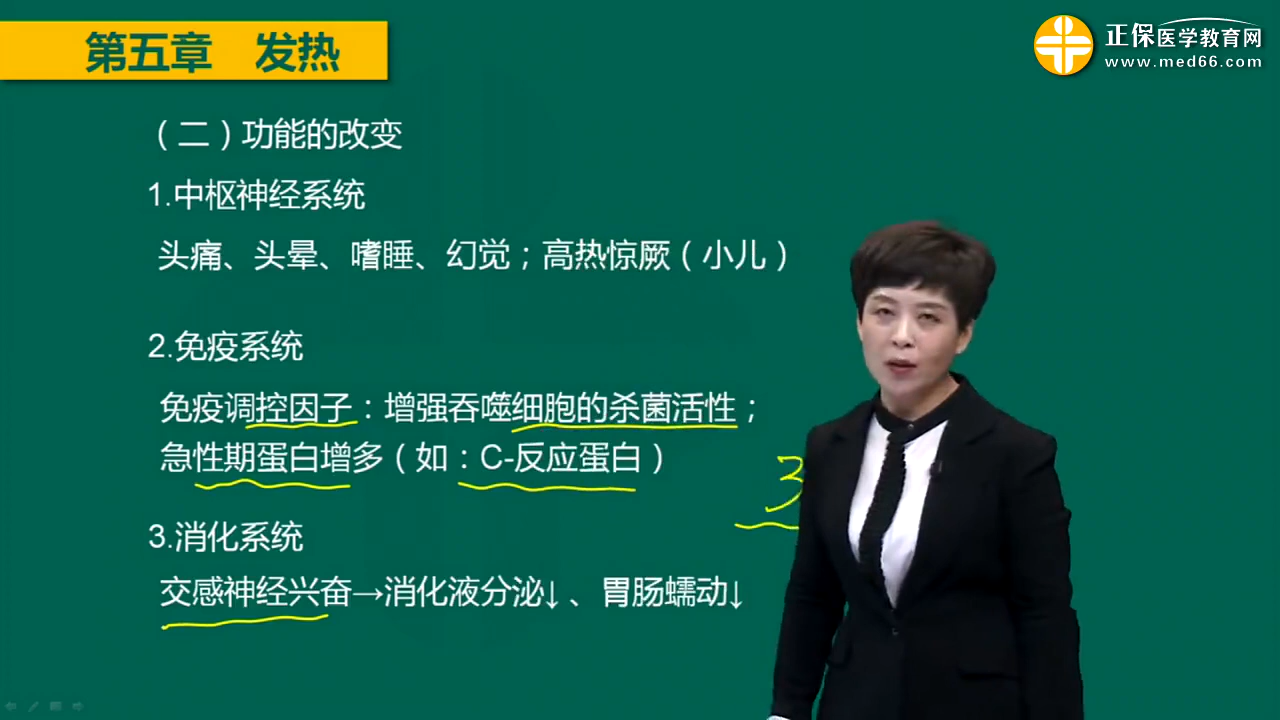 第五章 发热
正保医学教育网
www.med66.com
（二）功能的改变
1.中枢神经系统
头痛、头晕、嗜睡、幻觉；高热惊厥（小儿）
2.免疫系统
免疫调控因子：增强吞噬细胞的杀菌活性；
急性期蛋白增多（如：C-反应蛋白）
3
3.消化系统
交感神经兴奋→消化液分泌↓、胃肠蠕动↓